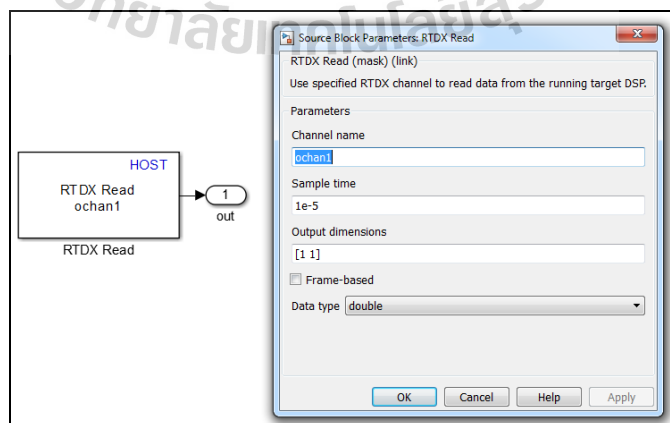 Source Block Parameters: RTDX Read
RTDX Read (mask) (link)
Use specified RTDX channel to read data from the running target DSP.
Parameters
Channel name
ochan1
Sample time
1e-5
Output dimensions
[1 1]
Frame-based
Data type double
OK Cancel Help Apply
HOST
RTDX Read
ochan1
RTDX Read
1
out